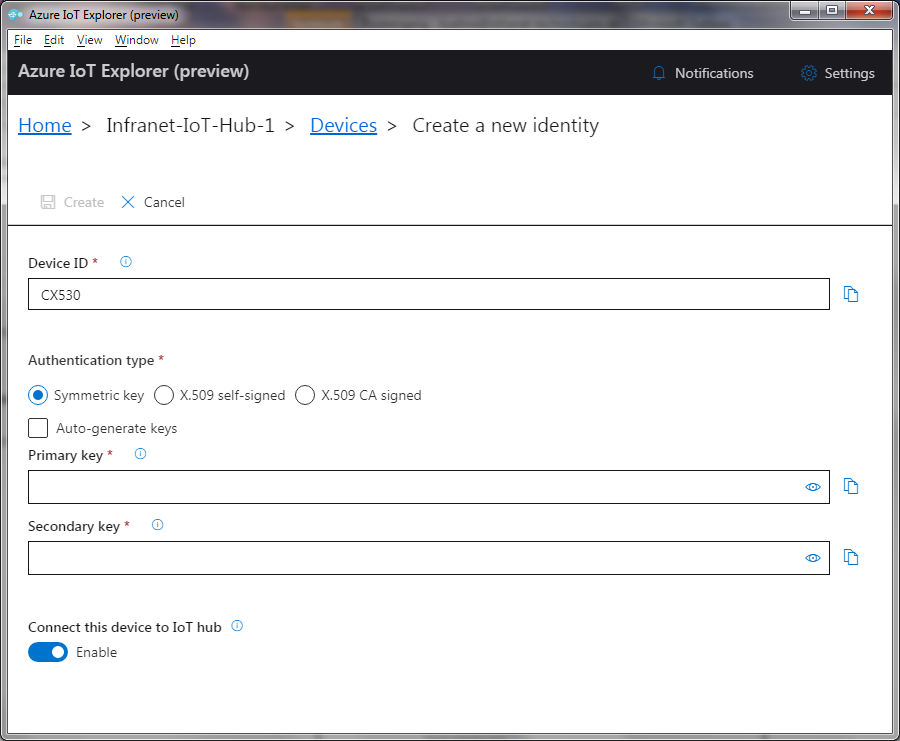 Azure IoT Explorer (preview)
File Edit View Window Help
Azure IoT Explorer (preview) Notifications Settings
Home > Infranet-IoT-Hub-1 > Devices > Create a new identity
Create Cancel
Device ID *
CX530
Authentication type *
Symmetric key X.509 self-signed X.509 CA signed
Auto-generate keys
Primary key *
Secondary key *
Connect this device to IoT hub
Enable